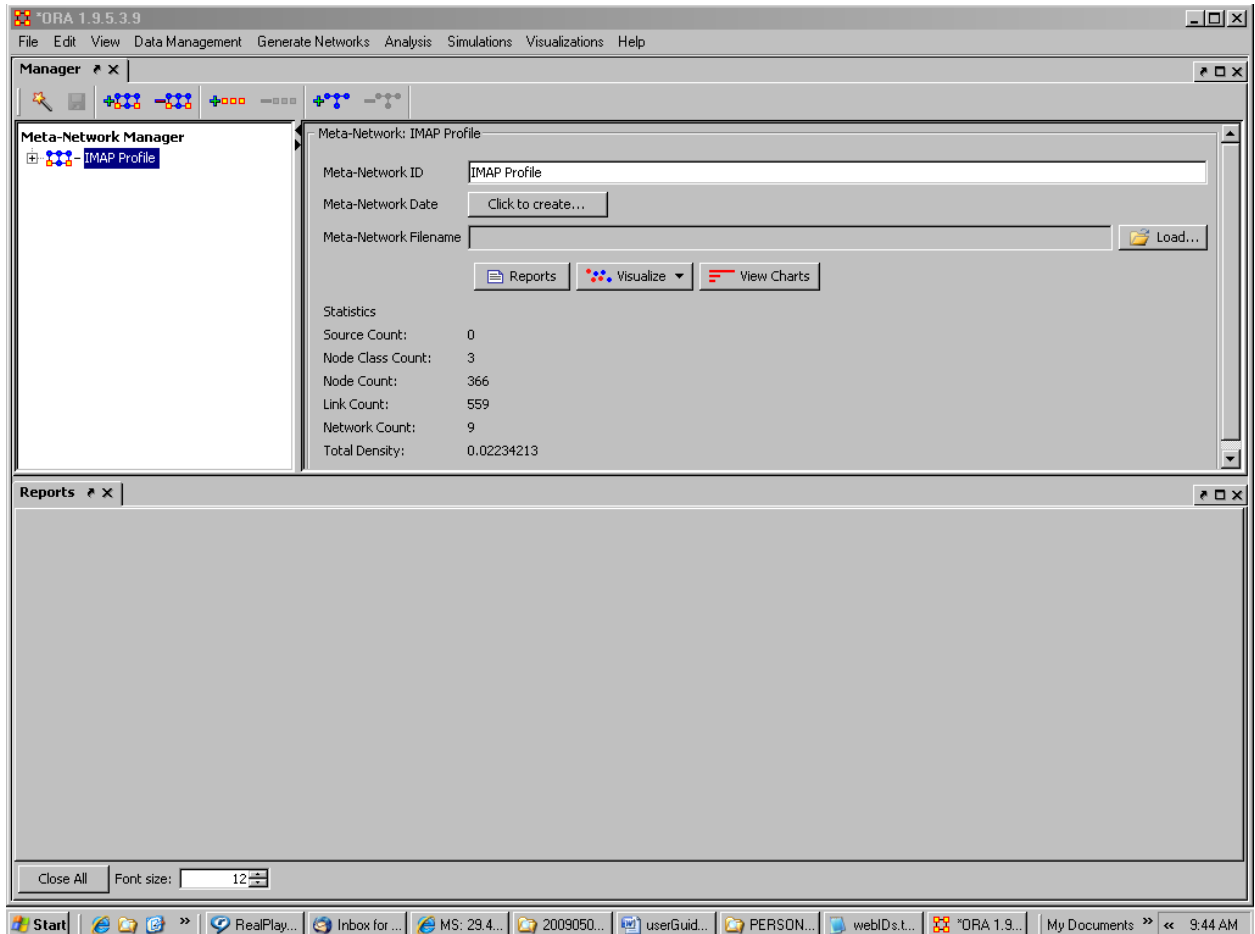 *ORA 1.9.5.3.9
File Edit View Data Management Generate Networks Analysis Simulations Visualizations Help
Manager
Meta-Network Manager
IMAP Profile
Meta-Network: IMAP Profile
Meta-Network ID IMAP Profile
Meta-Network Date Click to create...
Meta-Network Filename Load...
Reports Visualize View Charts
Statistics
Source Count: 0
Node Class Count: 3
Node Count: 366
Link Count: 559
Network Count: 9
Total Density: 0.02234213
Reports
Close All Font size: 12
Start » RealPlay... Inbox for ... MS: 29.4... 2009050... userGuid... PERSON... webIDs.t... *ORA 1.9... My Documents » « 9:44 AM